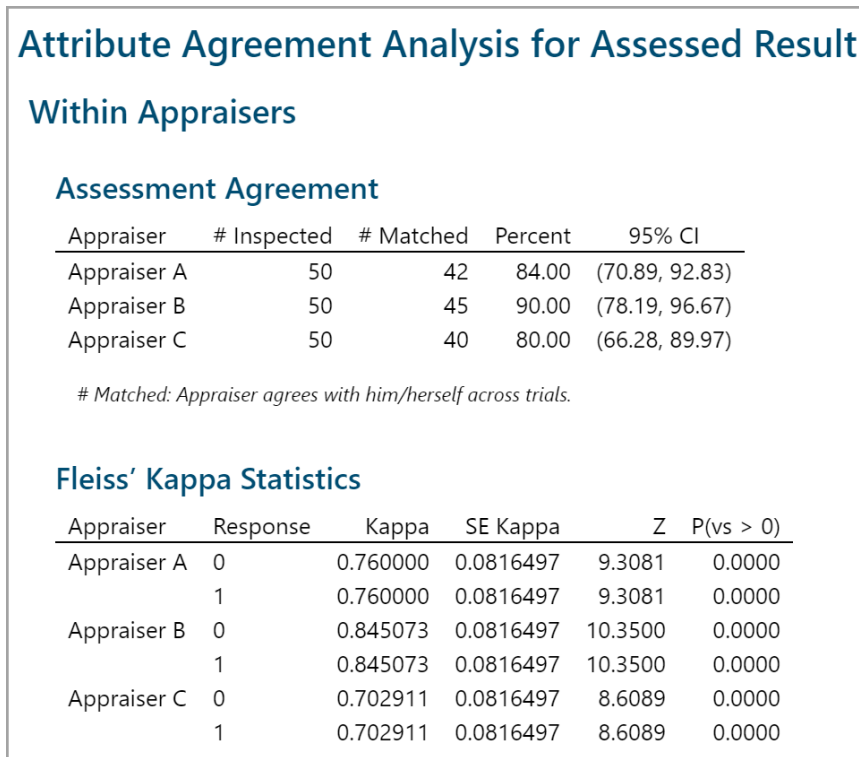 Attribute Agreement Analysis for Assessed Result
Within Appraisers
Assessment Agreement
Appraiser # Inspected # Matched Percent 95% CI
Appraiser A 50 42 84.00 (70.89, 92.83)
Appraiser B 50 45 90.00 (78.19, 96.67)
Appraiser C 50 40 80.00 (66.28, 89.97)
# Matched: Appraiser agrees with him/herself across trials.
Fleiss’ Kappa Statistics
Appraiser Response Kappa SE Kappa Z P(vs > 0)
Appraiser A 0 0.760000 0.0816497 9.3081 0.0000
1 0.760000 0.0816497 9.3081 0.0000
Appraiser B 0 0.845073 0.0816497 10.3500 0.0000
1 0.845073 0.0816497 10.3500 0.0000
Appraiser C 0 0.702911 0.0816497 8.6089 0.0000
1 0.702911 0.0816497 8.6089 0.0000